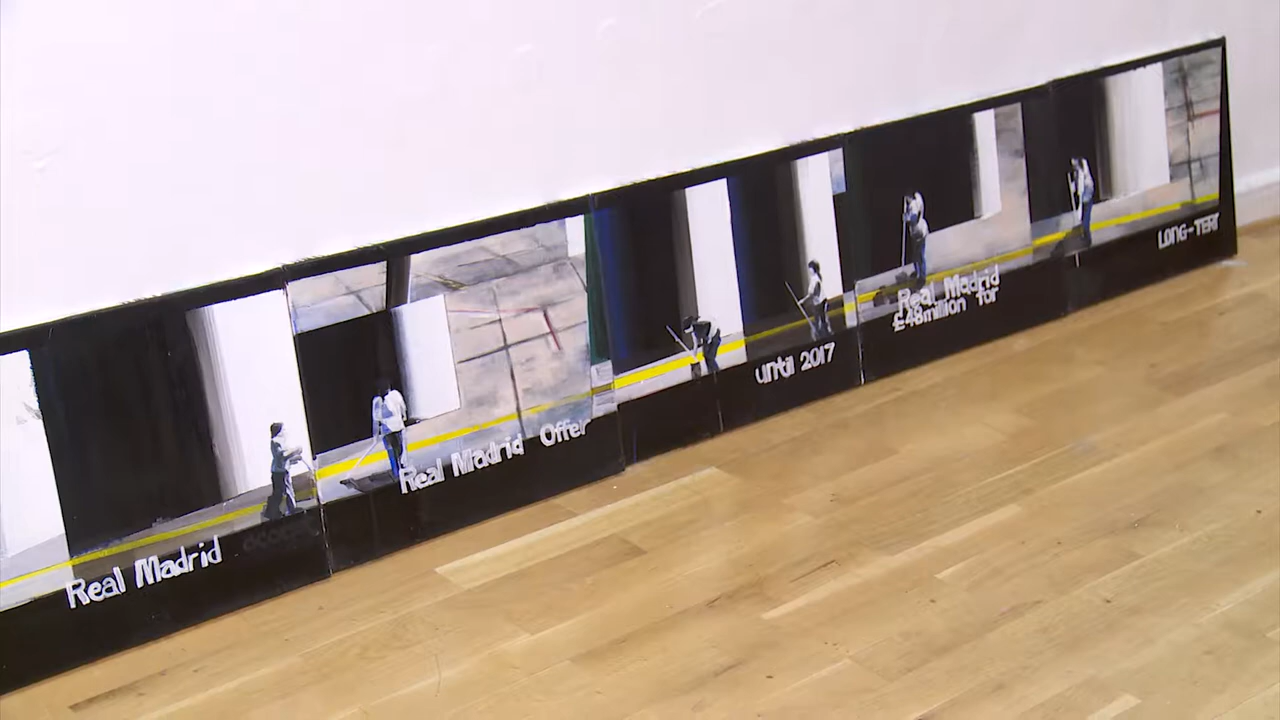 Real Madrid
Real Madrid Offer
until 2017
Real Madrid
£48million for
LONG-TERM